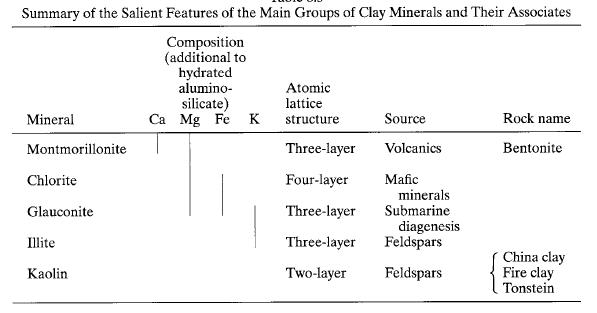 Summary of the Salient Features of the Main Groups of Clay Minerals and Their Associates
Composition
(additional to
hydrated
alumino-
silicate)
Atomic
lattice
structure
Mineral Ca Mg Fe K Source Rock name
Montmorillonite Three-layer Volcanics Bentonite
Chlorite Four-layer Mafic
minerals
Glauconite Three-layer Submarine
diagenesis
Illite Three-layer Feldspars
Kaolin Two-layer Feldspars
China clay
Fire clay
Tonstein